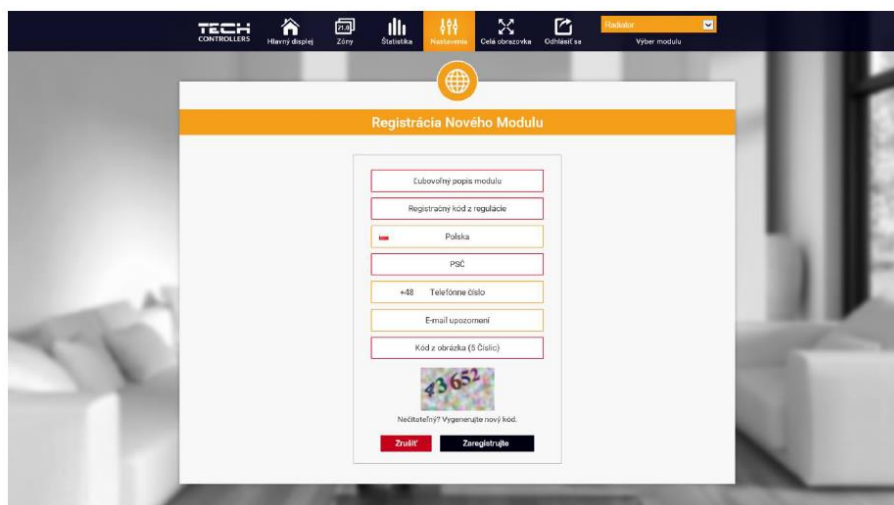 TECH
CONTROLLERS
Hlavný displej
21.0
Zóny
Štatistika
Nastavenia
Celá obrazovka
Odhlásiť sa
Radiator
Výber modulu
Registrácia Nového Modulu
Ľubovoľný popis modulu
Registračný kód z regulácie
Polska
PSČ
+48 Telefónne číslo
E-mail upozornení
Kód z obrázka (5 Číslic)
43652
Nečitateľný? Vygenerujte nový kód.
Zrušiť
Zaregistrujte